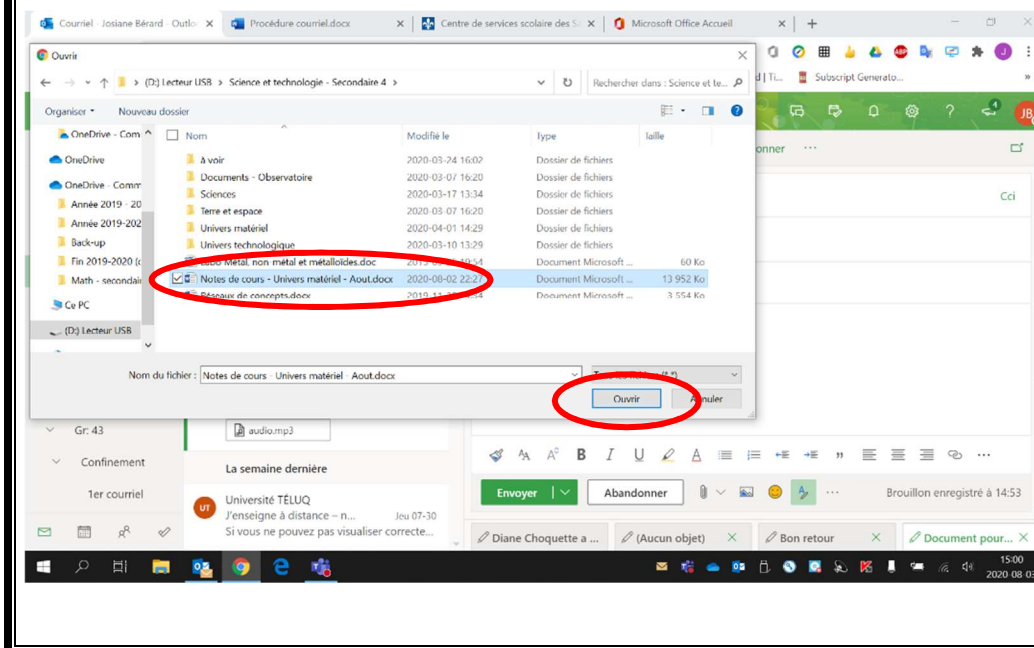 Courriel - Josiane Bérard - Outlo
Procédure courriel.docx
Centre de services scolaire des S
Microsoft Office Accueil
Ouvrir
(D:) Lecteur USB > Science et technologie - Secondaire 4 >
Rechercher dans : Science et te...
d | Ti...
Subscript Generato...
Organiser
Nouveau dossier
JB
OneDrive - Com
Nom
Modifié le
Type
Taille
onner ...
OneDrive
OneDrive - Comm
Année 2019 - 20
Année 2019-202
Back-up
Fin 2019-2020 (c
Math - secondai
Ce PC
(D:) Lecteur USB
à voir 2020-03-24 16:02 Dossier de fichiers
Documents - Observatoire 2020-03-07 16:20 Dossier de fichiers
Sciences 2020-03-17 13:34 Dossier de fichiers
Terre et espace 2020-03-07 16:20 Dossier de fichiers
Univers matériel 2020-04-01 14:29 Dossier de fichiers
Univers technologique 2020-03-10 13:29 Dossier de fichiers
Labo Métal, non-métal et métalloïdes.doc Document Microsoft ... 60 Ko
Notes de cours - Univers matériel - Aout.docx 2020-08-02 22:27 Document Microsoft ... 13 952 Ko
Réseaux de concepts.docx Document Microsoft ... 3 554 Ko
Cci
Nom du fichier : Notes de cours - Univers matériel - Aout.docx
(*.*)
Ouvrir
Annuler
Gr: 43
audio.mp3
Confinement
La semaine dernière
1er courriel
UT
Université TÉLUQ
J'enseigne à distance – n... Jeu 07-30
Si vous ne pouvez pas visualiser correcte...
B I U A
Envoyer
Abandonner
Brouillon enregistré à 14:53
Diane Choquette a ...
(Aucun objet)
Bon retour
Document pour...
15:00
2020-08-03